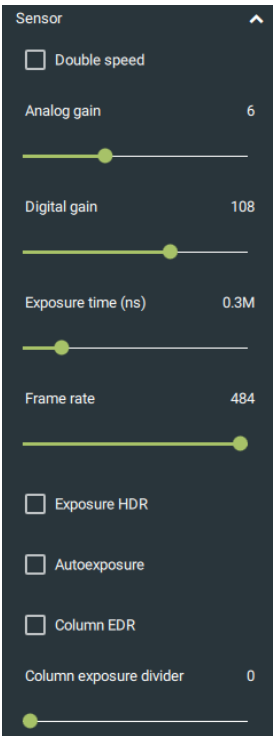 Sensor
Double speed
Analog gain 6
Digital gain 108
Exposure time (ns) 0.3M
Frame rate 484
Exposure HDR
Autoexposure
Column EDR
Column exposure divider 0